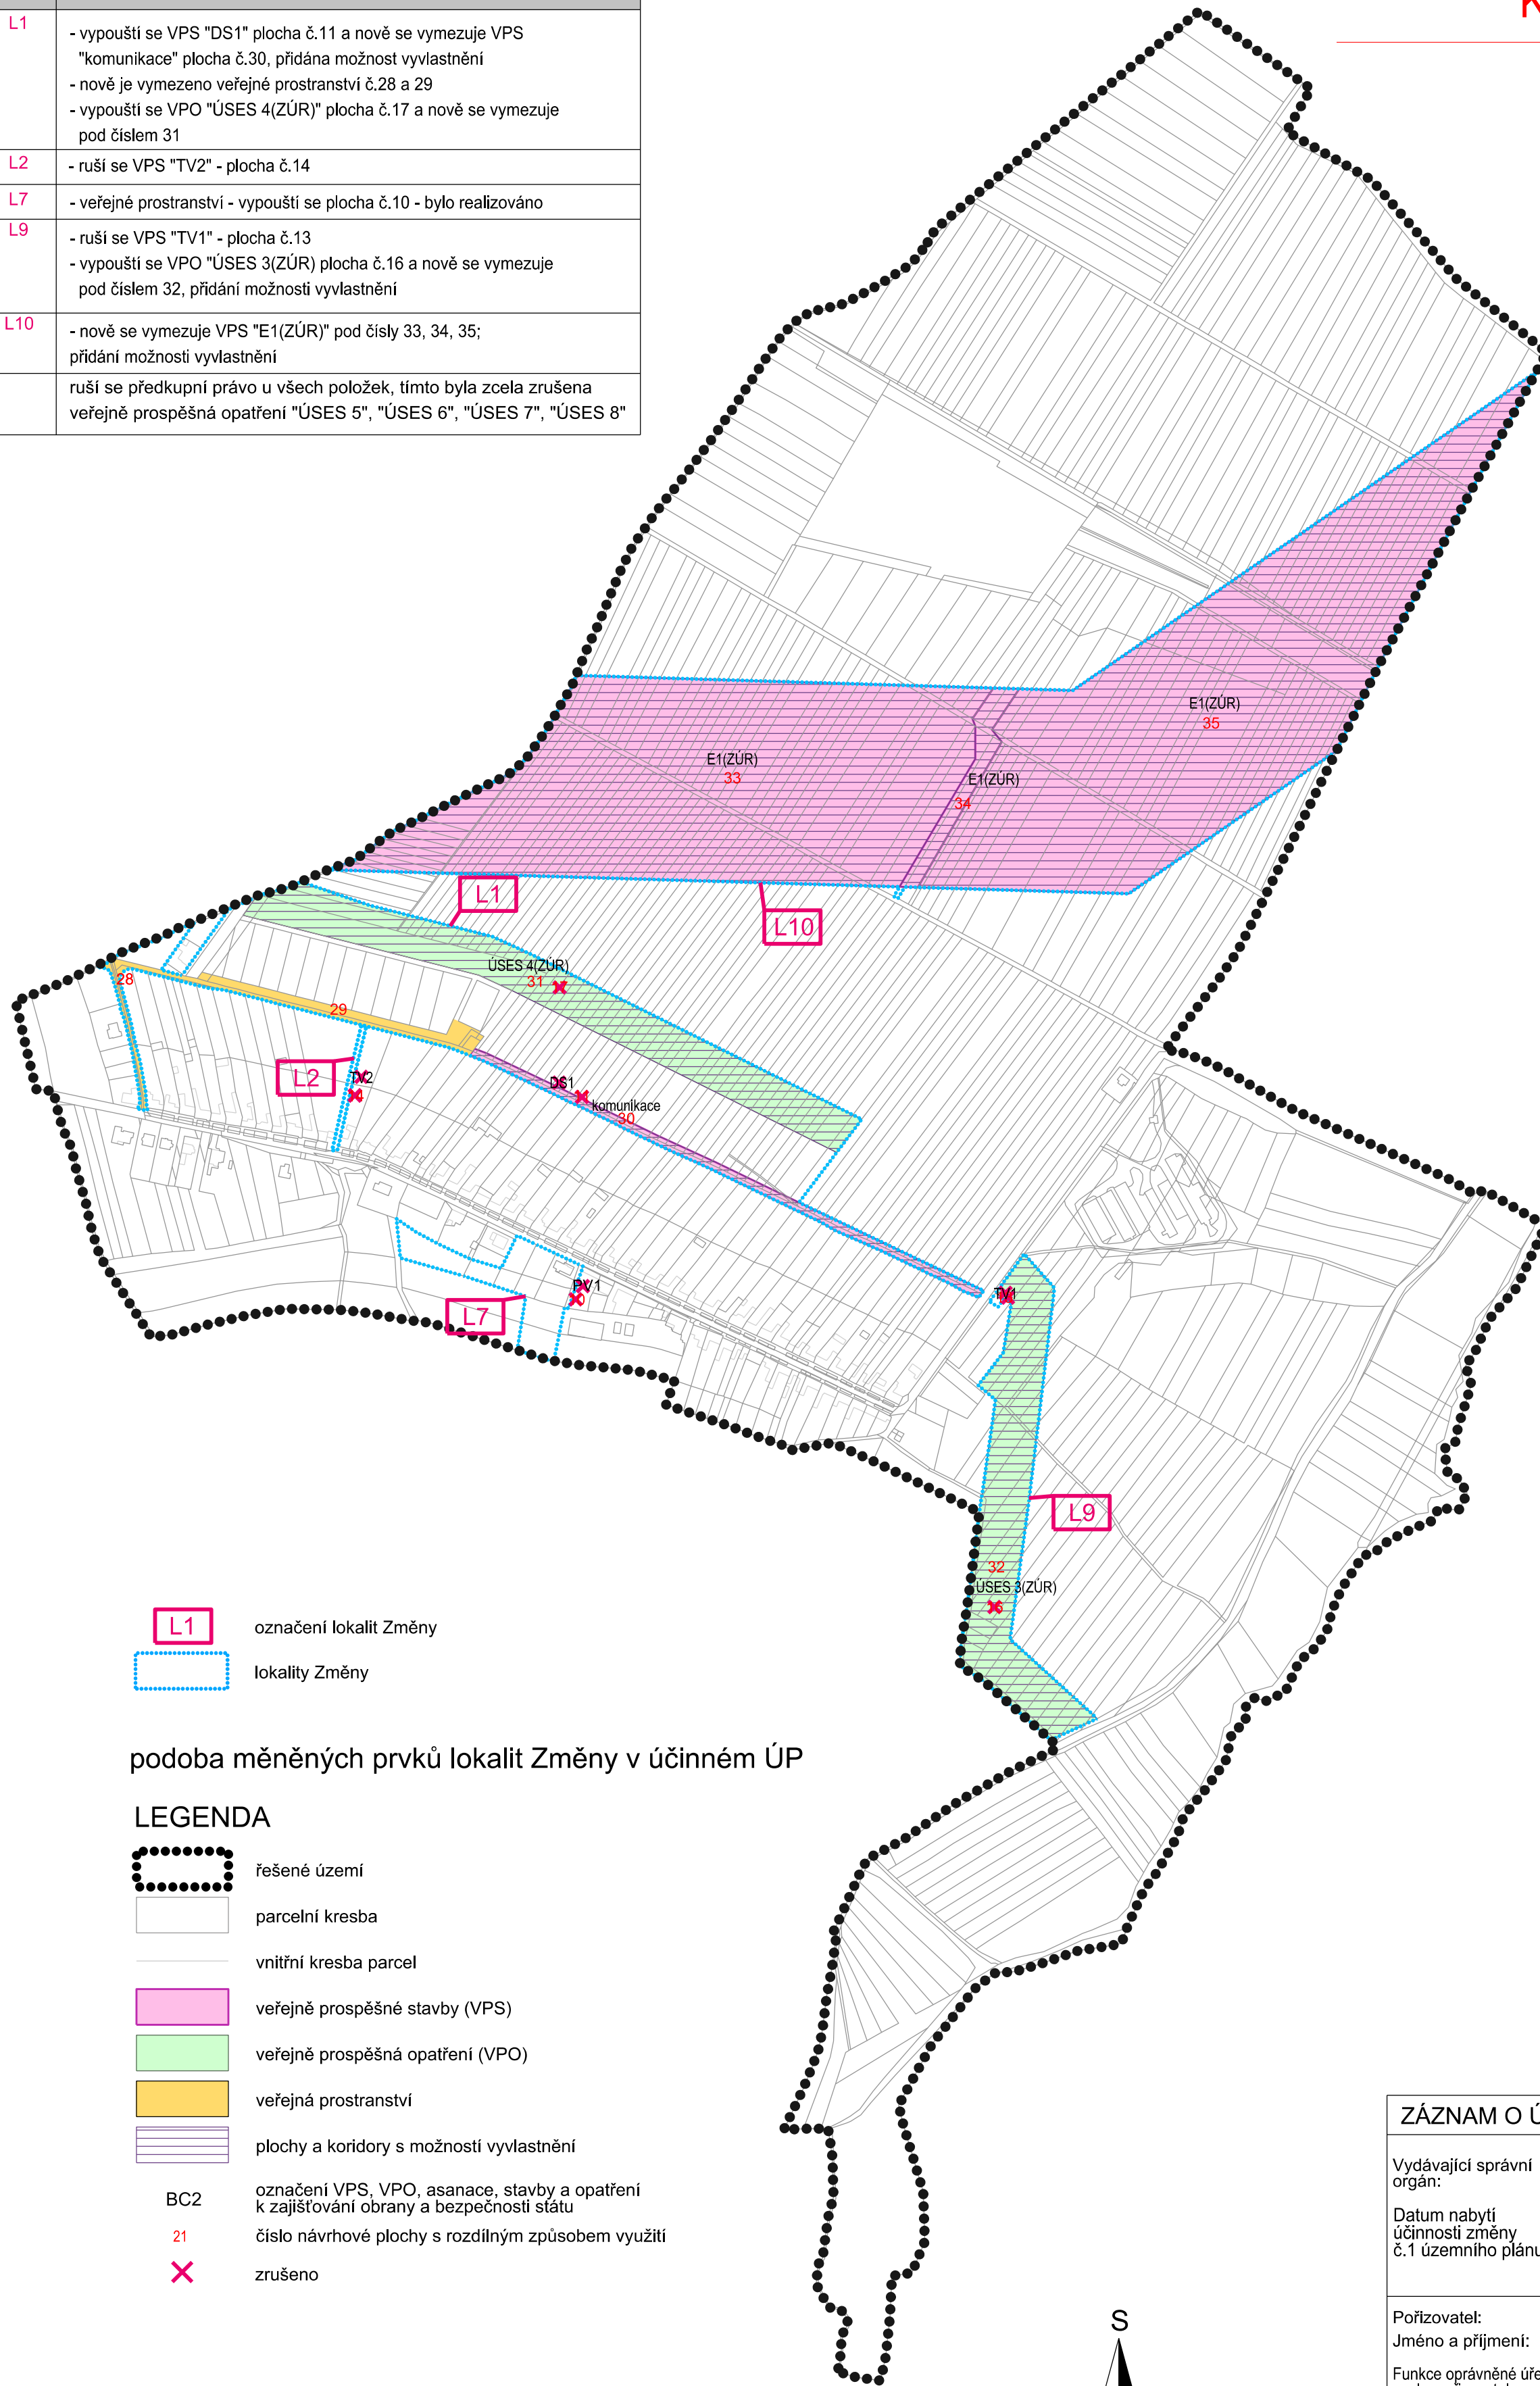 L1
- vypouští se VPS "DS1" plocha č.11 a nově se vymezuje VPS
"komunikace" plocha č.30, přidána možnost vyvlastnění
- nově je vymezeno veřejné prostranství č.28 a 29
- vypouští se VPO "ÚSES 4(ZÚR)" plocha č.17 a nově se vymezuje
pod číslem 31
L2
- ruší se VPS "TV2" - plocha č.14
L7
- veřejné prostranství - vypouští se plocha č.10 - bylo realizováno
L9
- ruší se VPS "TV1" - plocha č.13
- vypouští se VPO "ÚSES 3(ZÚR) plocha č.16 a nově se vymezuje
pod číslem 32, přidání možnosti vyvlastnění
L10
- nově se vymezuje VPS "E1(ZÚR)" pod čísly 33, 34, 35;
přidání možnosti vyvlastnění
ruší se předkupní právo u všech položek, tímto byla zcela zrušena
veřejně prospěšná opatření "ÚSES 5", "ÚSES 6", "ÚSES 7", "ÚSES 8"
E1(ZÚR)
35
E1(ZÚR)
33
E1(ZÚR)
34
L1
L10
ÚSES 4(ZÚR)
31
28
29
L2
TV2
DS1
komunikace
30
PV1
L7
TV1
L9
32
ÚSES 3(ZÚR)
L1
označení lokalit Změny
lokality Změny
podoba měněných prvků lokalit Změny v účinném ÚP
LEGENDA
řešené území
parcelní kresba
vnitřní kresba parcel
veřejně prospěšné stavby (VPS)
veřejně prospěšná opatření (VPO)
veřejná prostranství
plochy a koridory s možností vyvlastnění
BC2
označení VPS, VPO, asanace, stavby a opatření
k zajišťování obrany a bezpečnosti státu
21
číslo návrhové plochy s rozdílným způsobem využití
zrušeno
S
ZÁZNAM O
Vydávající správní
orgán:
Datum nabytí
účinnosti změny
č.1 územního plánu
Pořizovatel:
Jméno a příjmení:
Funkce oprávněné